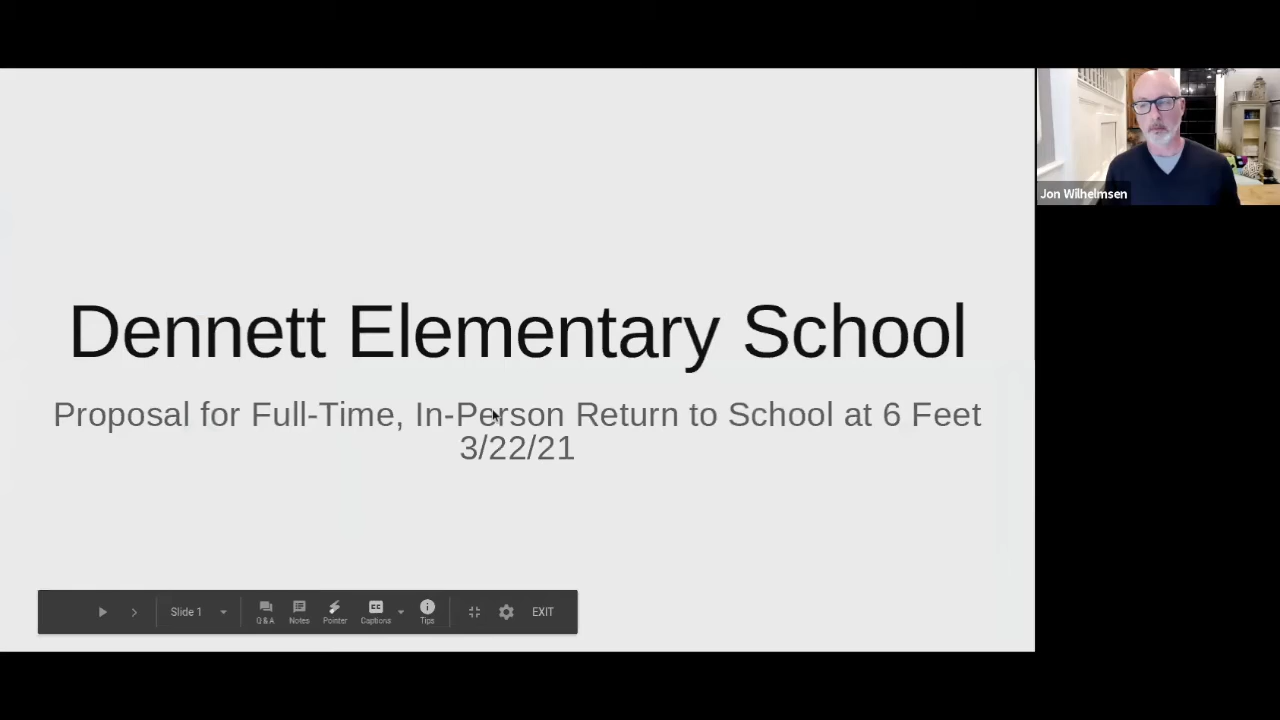 Dennett Elementary School
Proposal for Full-Time, In-Person Return to School at 6 Feet
3/22/21
Jon Wilhelmsen
Slide 1
Q & A
Notes
Pointer
CC
Captions
Tips
EXIT